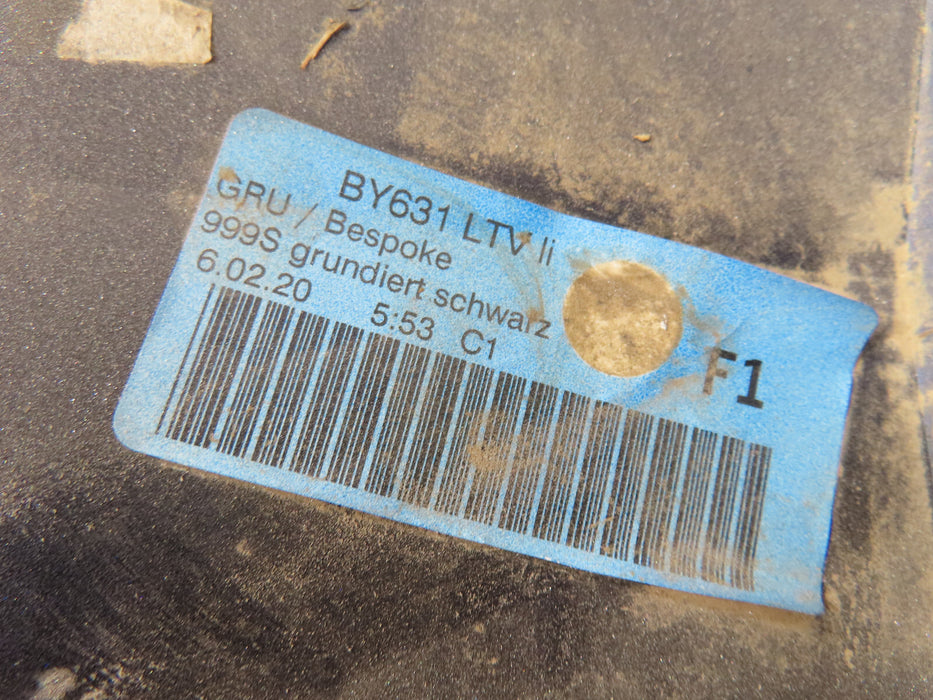 BY631 LTV li
GRU / Bespoke
999S grundiert schwarz
6.02.20 5:53 C1
F1